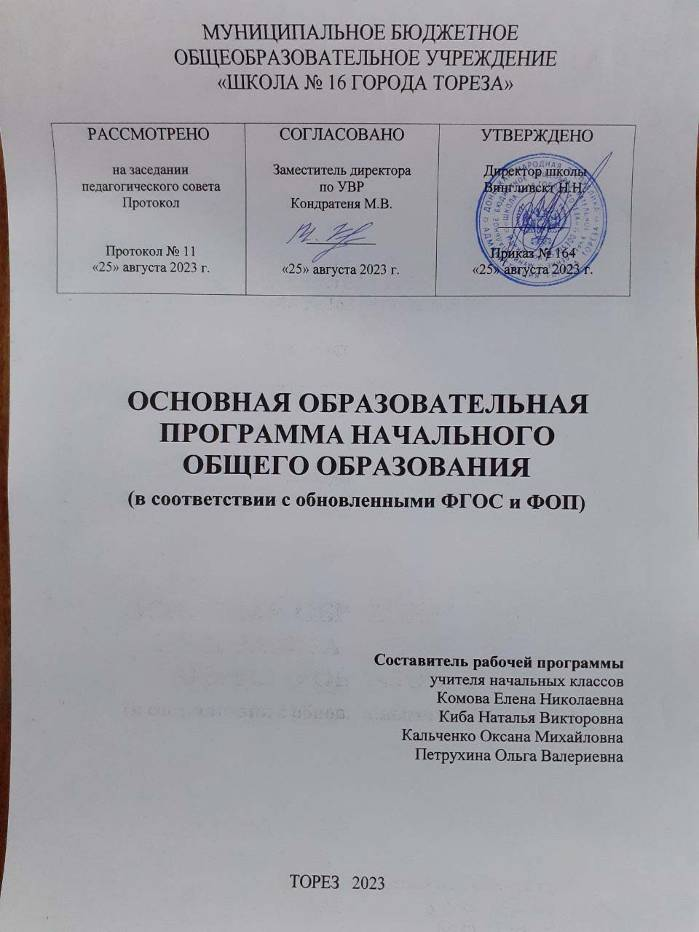 МУНИЦИПАЛЬНОЕ БЮДЖЕТНОЕ
ОБЩЕОБРАЗОВАТЕЛЬНОЕ УЧРЕЖДЕНИЕ
«ШКОЛА № 16 ГОРОДА ТОРЕЗА»
РАССМОТРЕНО
на заседании
педагогического совета
Протокол
Протокол № 11
«25» августа 2023 г.
СОГЛАСОВАНО
Заместитель директора
по УВР
Кондратеня М.В.
«25» августа 2023 г.
УТВЕРЖДЕНО
Директор школы
Н.Н.
Приказ № 164
«25» августа 2023 г.
ОСНОВНАЯ ОБРАЗОВАТЕЛЬНАЯ
ПРОГРАММА НАЧАЛЬНОГО
ОБЩЕГО ОБРАЗОВАНИЯ
(в соответствии с обновленными ФГОС и ФОП)
Составитель рабочей программы
учителя начальных классов
Комова Елена Николаевна
Киба Наталья Викторовна
Кальченко Оксана Михайловна
Петрухина Ольга Валериевна
ТОРЕЗ 2023